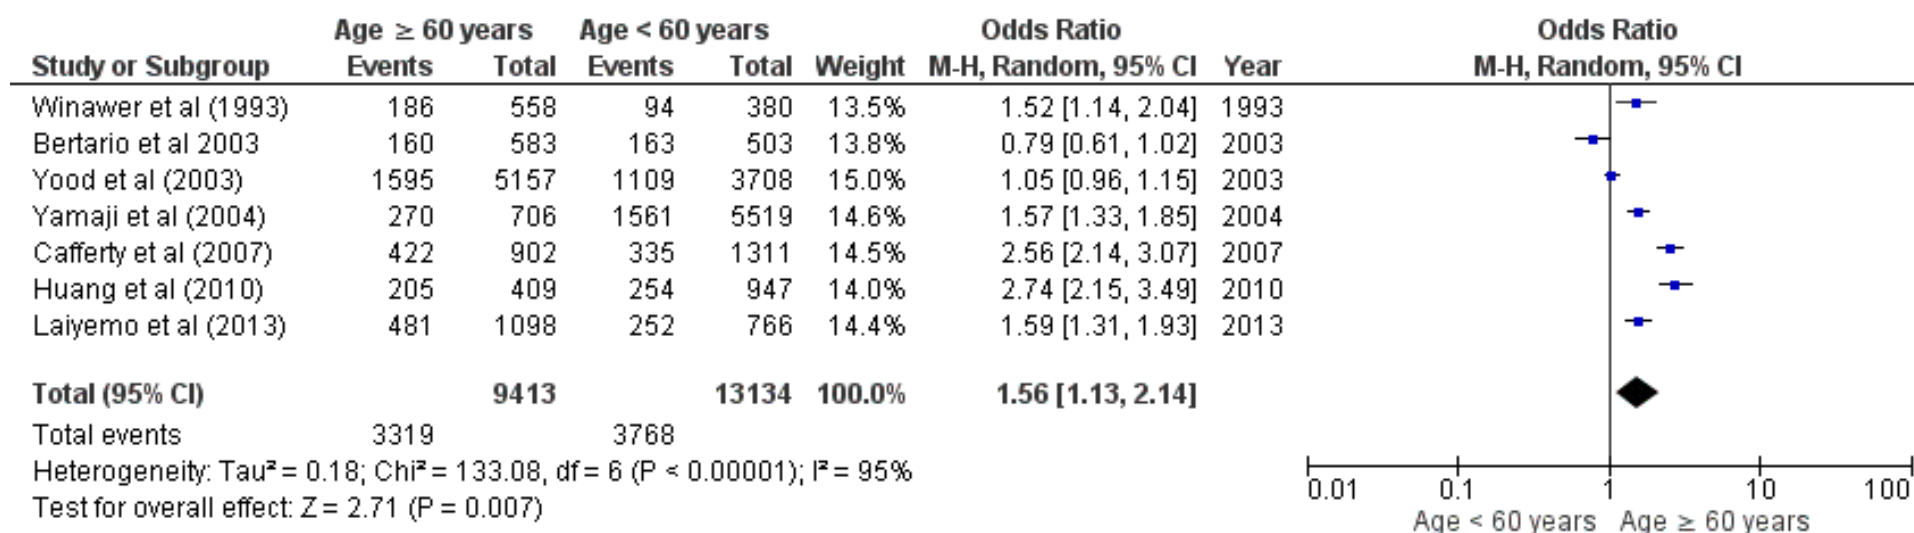 Age ≥ 60 years Age < 60 years Odds Ratio Odds Ratio
Study or Subgroup Events Total Events Total Weight M-H, Random, 95% CI Year M-H, Random, 95% CI
Winawer et al (1993) 186 558 94 380 13.5% 1.52 [1.14, 2.04] 1993
Bertario et al 2003 160 583 163 503 13.8% 0.79 [0.61, 1.02] 2003
Yood et al (2003) 1595 5157 1109 3708 15.0% 1.05 [0.96, 1.15] 2003
Yamaji et al (2004) 270 706 1561 5519 14.6% 1.57 [1.33, 1.85] 2004
Cafferty et al (2007) 422 902 335 1311 14.5% 2.56 [2.14, 3.07] 2007
Huang et al (2010) 205 409 254 947 14.0% 2.74 [2.15, 3.49] 2010
Laiyemo et al (2013) 481 1098 252 766 14.4% 1.59 [1.31, 1.93] 2013
Total (95% CI) 9413 13134 100.0% 1.56 [1.13, 2.14]
Total events 3319 3768
Heterogeneity: Tau² = 0.18; Chi² = 133.08, df = 6 (P < 0.00001); I² = 95%
Test for overall effect: Z = 2.71 (P = 0.007)
0.01 0.1 1 10 100
Age < 60 years Age ≥ 60 years